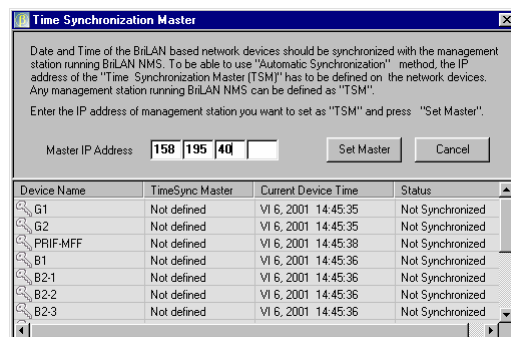 Time Synchronization Master
Date and Time of the BriLAN based network devices should be synchronized with the management
station running BriLAN NMS. To be able to use "Automatic Synchronization" method, the IP
address of the "Time Synchronization Master (TSM)" has to be defined on the network devices.
Any management station running BriLAN NMS can be defined as "TSM".
Enter the IP address of management station you want to set as "TSM" and press "Set Master".
Master IP Address 158 195 40 Set Master Cancel
Device Name TimeSync Master Current Device Time Status
G1 Not defined VI 6, 2001 14:45:35 Not Synchronized
G2 Not defined VI 6, 2001 14:45:35 Not Synchronized
PRIF-MFF Not defined VI 6, 2001 14:45:38 Not Synchronized
B1 Not defined VI 6, 2001 14:45:36 Not Synchronized
B2-1 Not defined VI 6, 2001 14:45:36 Not Synchronized
B2-2 Not defined VI 6, 2001 14:45:36 Not Synchronized
B2-3 Not defined VI 6, 2001 14:45:36 Not Synchronized